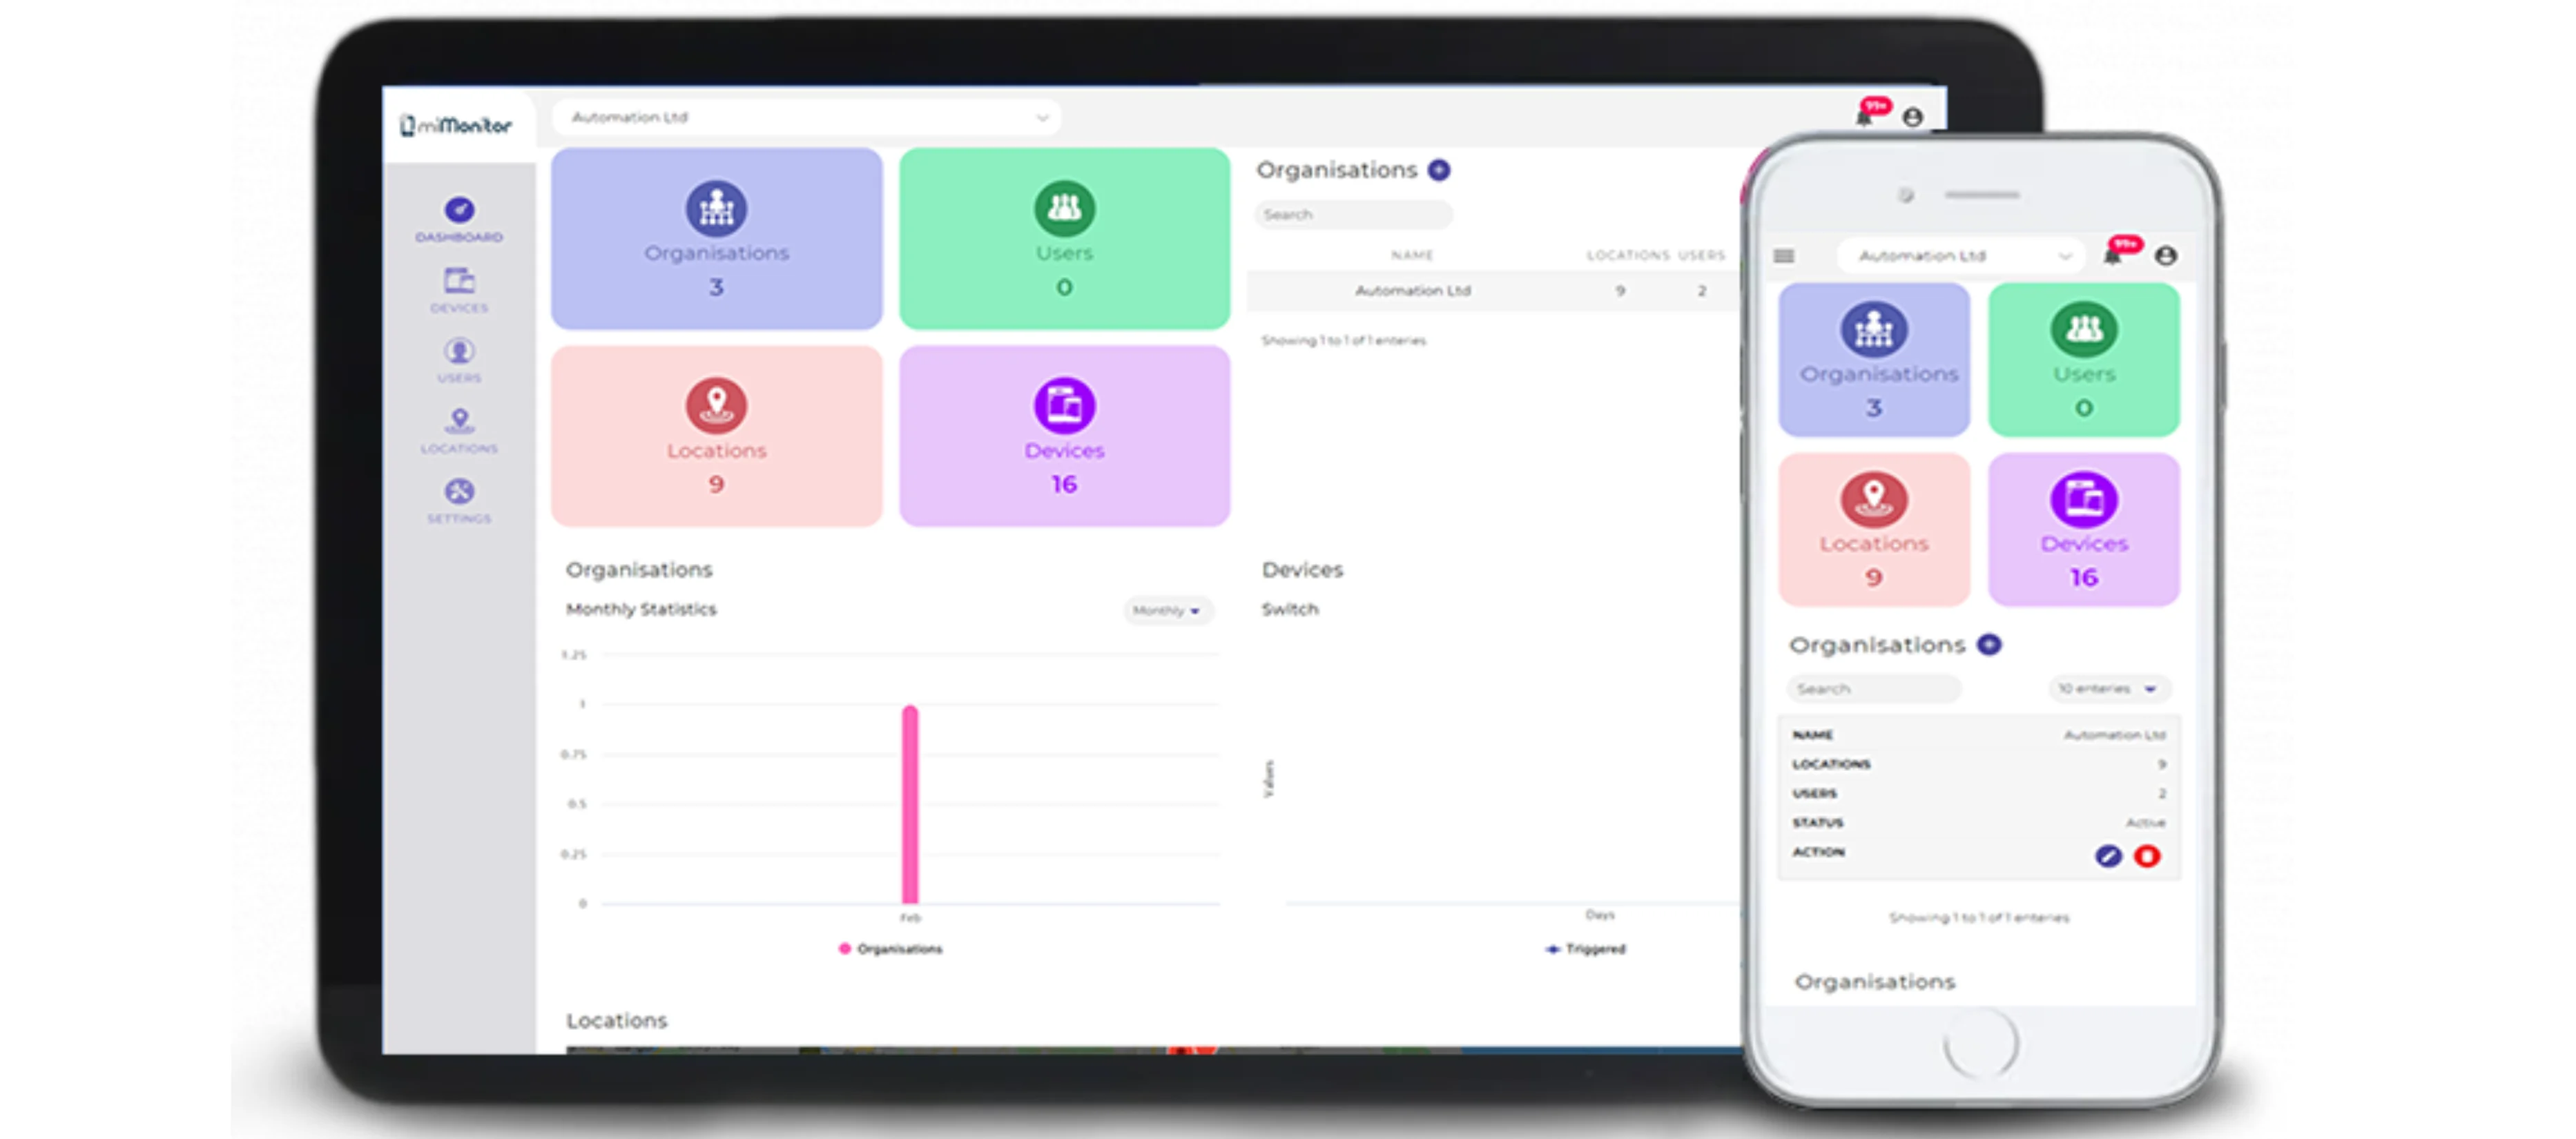 miMonitor
Automation Ltd
99+
DASHBOARD
DEVICES
USERS
LOCATIONS
SETTINGS
Organisations
3
Users
0
Locations
9
Devices
16
Organisations
Search
NAME LOCATIONS USERS
Automation Ltd 9 2
Showing 1 to 1 of 1 enteries
Organisations
Monthly Statistics
Monthly
1.25
1
0.75
0.5
0.25
0
Feb
Organisations
Devices
Switch
Values
Days
Triggered
Locations
Automation Ltd
99+
Organisations
3
Users
0
Locations
9
Devices
16
Organisations
Search
10 enteries
NAME Automation Ltd
LOCATIONS 9
USERS 2
STATUS Active
ACTION
Showing 1 to 1 of 1 enteries
Organisations